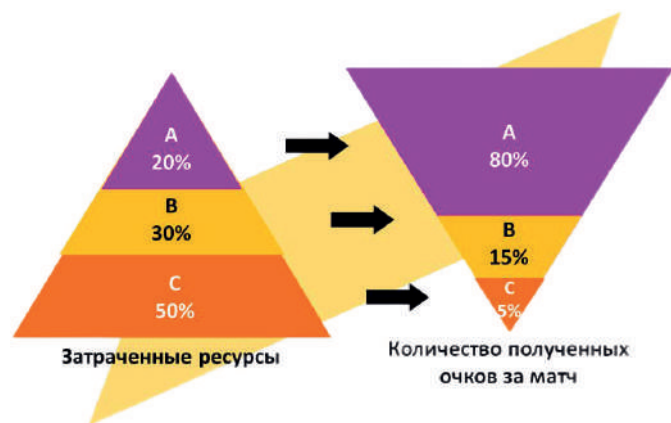 A
20%
B
30%
C
50%
Затраченные ресурсы
A
80%
B
15%
C
5%
Количество полученных
очков за матч